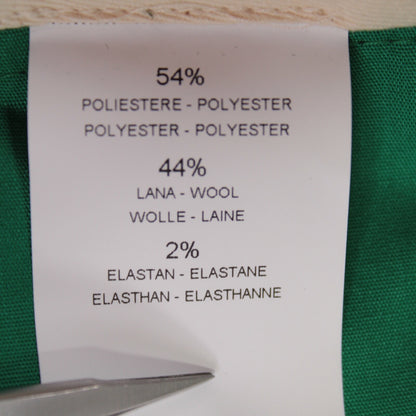 54%
POLIESTERE - POLYESTER
POLYESTER - POLYESTER
44%
LANA - WOOL
WOLLE - LAINE
2%
ELASTAN - ELASTANE
ELASTHAN - ELASTHANNE